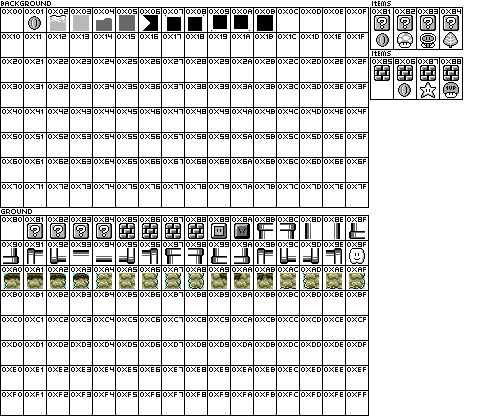 BACKGROUND
0X00 0X01 0X02 0X03 0X04 0X05 0X06 0X07 0X08 0X09 0X0A 0X0B 0X0C 0X0D 0X0E 0X0F
0X10 0X11 0X12 0X13 0X14 0X15 0X16 0X17 0X18 0X19 0X1A 0X1B 0X1C 0X1D 0X1E 0X1F
0X20 0X21 0X22 0X23 0X24 0X25 0X26 0X27 0X28 0X29 0X2A 0X2B 0X2C 0X2D 0X2E 0X2F
0X30 0X31 0X32 0X33 0X34 0X35 0X36 0X37 0X38 0X39 0X3A 0X3B 0X3C 0X3D 0X3E 0X3F
0X40 0X41 0X42 0X43 0X44 0X45 0X46 0X47 0X48 0X49 0X4A 0X4B 0X4C 0X4D 0X4E 0X4F
0X50 0X51 0X52 0X53 0X54 0X55 0X56 0X57 0X58 0X59 0X5A 0X5B 0X5C 0X5D 0X5E 0X5F
0X60 0X61 0X62 0X63 0X64 0X65 0X66 0X67 0X68 0X69 0X6A 0X6B 0X6C 0X6D 0X6E 0X6F
0X70 0X71 0X72 0X73 0X74 0X75 0X76 0X77 0X78 0X79 0X7A 0X7B 0X7C 0X7D 0X7E 0X7F
ITEMS
0X81 0X82 0X83 0X84
? ? ? ?
ITEMS
0X85 0X06 0X87 0X88
1UP
GROUND
0X80 0X81 0X82 0X83 0X84 0X85 0X86 0X87 0X88 0X89 0X8A 0X8B 0X8C 0X8D 0X8E 0X8F
? ? ? ?
0X90 0X91 0X92 0X93 0X94 0X95 0X96 0X97 0X98 0X99 0X9A 0X9B 0X9C 0X9D 0X9E 0X9F
0XA0 0XA1 0XA2 0XA3 0XA4 0XA5 0XA6 0XA7 0XA8 0XA9 0XAA 0XAB 0XAC 0XAD 0XAE 0XAF
0XB0 0XB1 0XB2 0XB3 0XB4 0XB5 0XB6 0XB7 0XB8 0XB9 0XBA 0XBB 0XBC 0XBD 0XBE 0XBF
0XC0 0XC1 0XC2 0XC3 0XC4 0XC5 0XC6 0XC7 0XC8 0XC9 0XCA 0XCB 0XCC 0XCD 0XCE 0XCF
0XD0 0XD1 0XD2 0XD3 0XD4 0XD5 0XD6 0XD7 0XD8 0XD9 0XDA 0XDB 0XDC 0XDD 0XDE 0XDF
0XE0 0XE1 0XE2 0XE3 0XE4 0XE5 0XE6 0XE7 0XE8 0XE9 0XEA 0XEB 0XEC 0XED 0XEE 0XEF
0XF0 0XF1 0XF2 0XF3 0XF4 0XF5 0XF6 0XF7 0XF8 0XF9 0XFA 0XFB 0XFC 0XFD 0XFE 0XFF